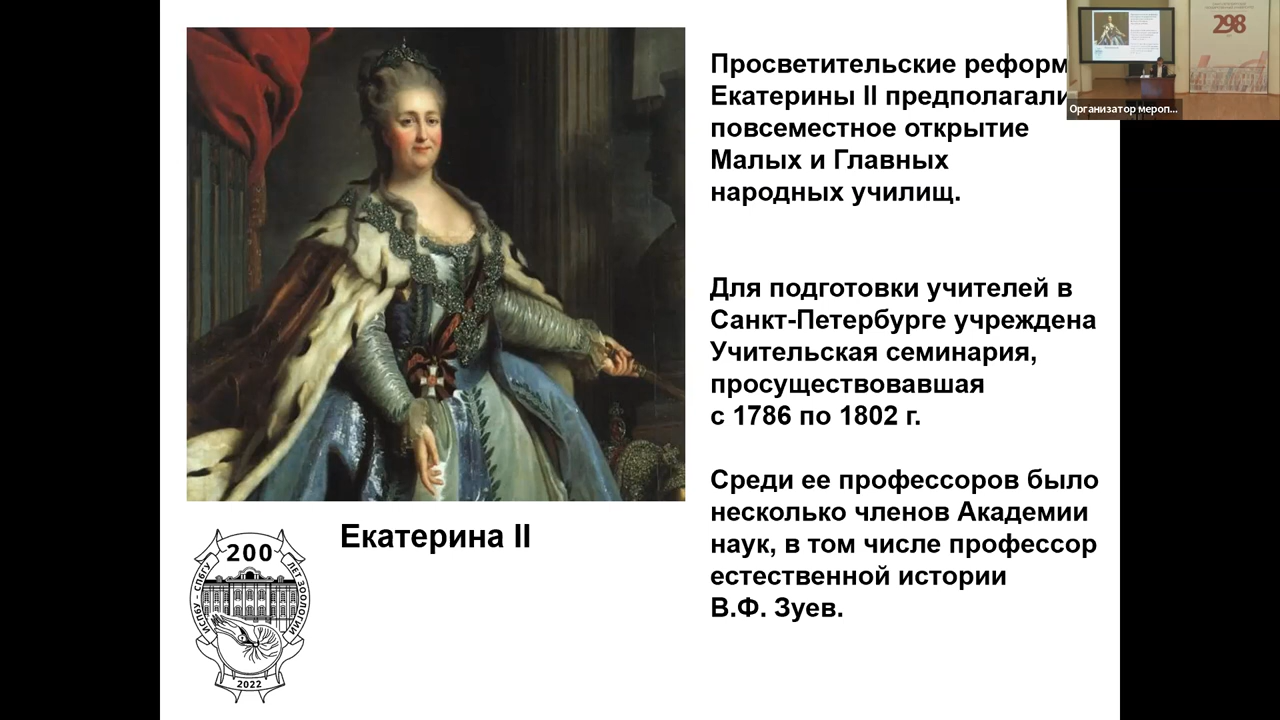 Просветительские реформ
Екатерины II предполагали
повсеместное открытие
Малых и Главных
народных училищ.
Для подготовки учителей в
Санкт-Петербурге учреждена
Учительская семинария,
просуществовавшая
с 1786 по 1802 г.
Среди ее профессоров было
несколько членов Академии
наук, в том числе профессор
естественной истории
В.Ф. Зуев.
Екатерина II
200
ИСПБУ - СПБГУ
ЛЕТ ЗООЛОГИИ
2022
298
Организатор мероп...